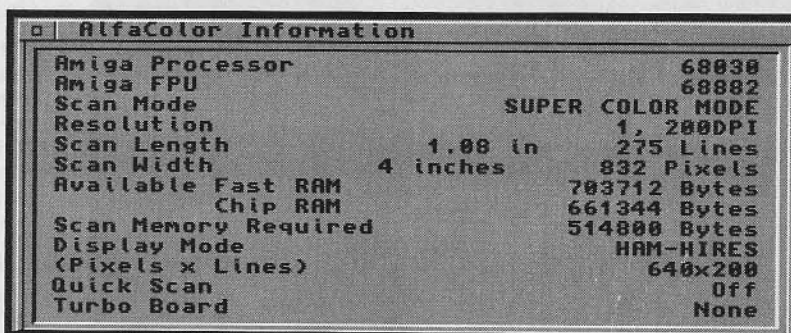 AlfaColor Information
Amiga Processor 68030
Amiga FPU 68882
Scan Mode SUPER COLOR MODE
Resolution 1, 200DPI
Scan Length 1.08 in 275 Lines
Scan Width 4 inches 832 Pixels
Available Fast RAM 703712 Bytes
Chip RAM 661344 Bytes
Scan Memory Required 514800 Bytes
Display Mode HAM-HIRES
(Pixels x Lines) 640x200
Quick Scan Off
Turbo Board None